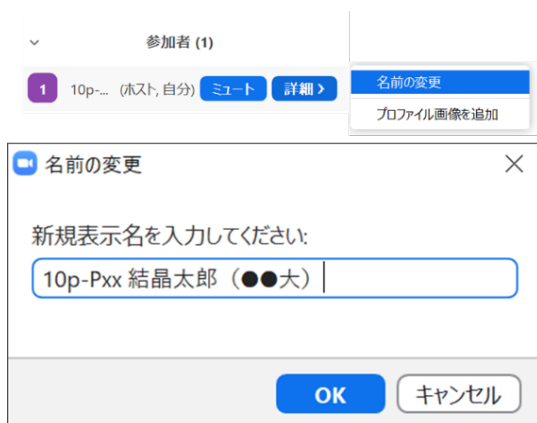 参加者 (1)
1 10p-... (ホスト, 自分) ミュート 詳細 >
名前の変更
プロファイル画像を追加
名前の変更
新規表示名を入力してください:
10p-Pxx 結晶太郎（●●大）
OK キャンセル